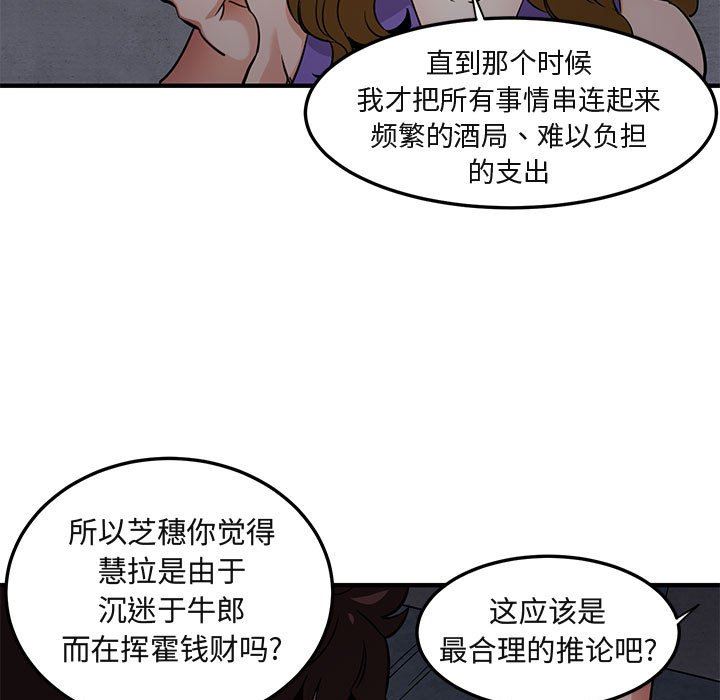 直到那个时候
我才把所有事情串连起来
频繁的酒局、难以负担
的支出
所以芝穗你觉得
慧拉是由于
沉迷于牛郎
而在挥霍钱财吗?
这应该是
最合理的推论吧?